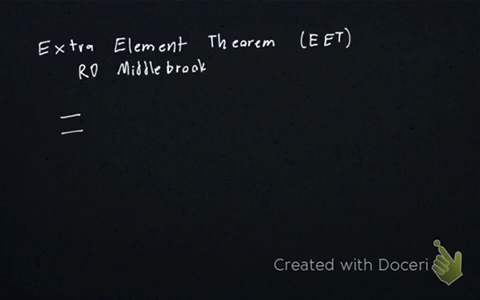 Extra Element Theorem (EET)
RD Middlebrook
=
Created with Doceri